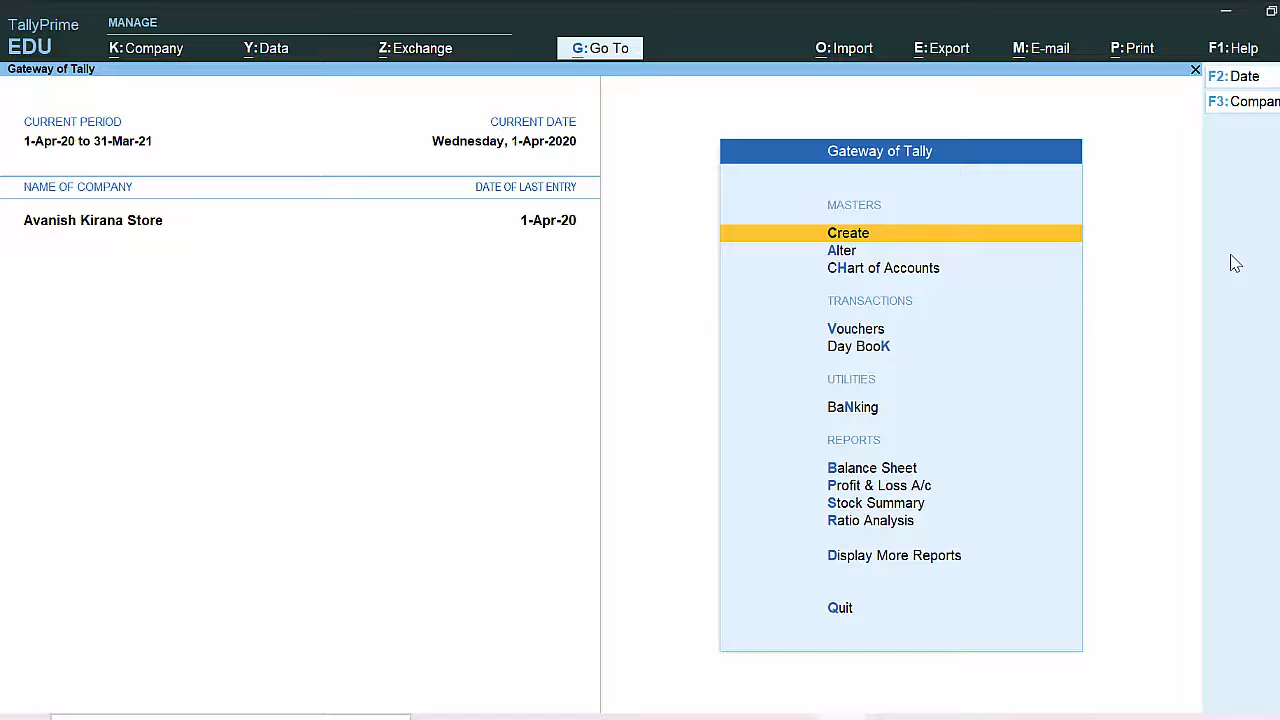 TallyPrime
EDU
MANAGE
K:Company Y:Data Z:Exchange G:Go To O:Import E:Export M:E-mail P:Print F1:Help
Gateway of Tally
F2:Date
F3:Compan
CURRENT PERIOD CURRENT DATE
1-Apr-20 to 31-Mar-21 Wednesday, 1-Apr-2020
NAME OF COMPANY DATE OF LAST ENTRY
Avanish Kirana Store 1-Apr-20
Gateway of Tally
MASTERS
Create
Alter
CHart of Accounts
TRANSACTIONS
Vouchers
Day BooK
UTILITIES
BaNking
REPORTS
Balance Sheet
Profit & Loss A/c
Stock Summary
Ratio Analysis
Display More Reports
Quit